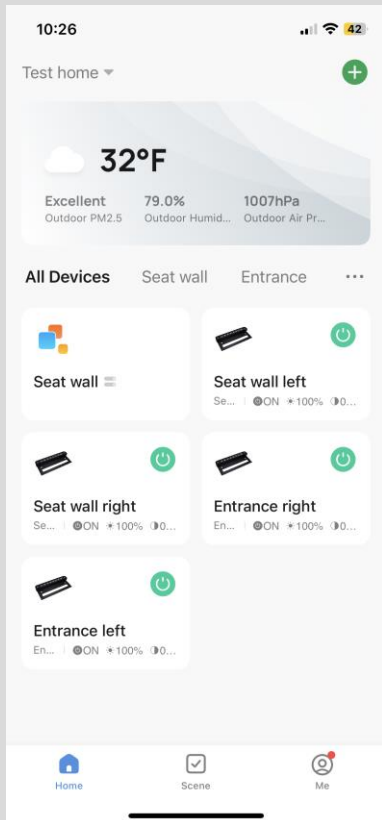 10:26 42
Test home
32°F
Excellent 79.0% 1007hPa
Outdoor PM2.5 Outdoor Humid... Outdoor Air Pr...
All Devices Seat wall Entrance ...
Seat wall
Seat wall left
Se... ON 100% 0...
Seat wall right
Se... ON 100% 0...
Entrance right
En... ON 100% 0...
Entrance left
En... ON 100% 0...
Home Scene Me